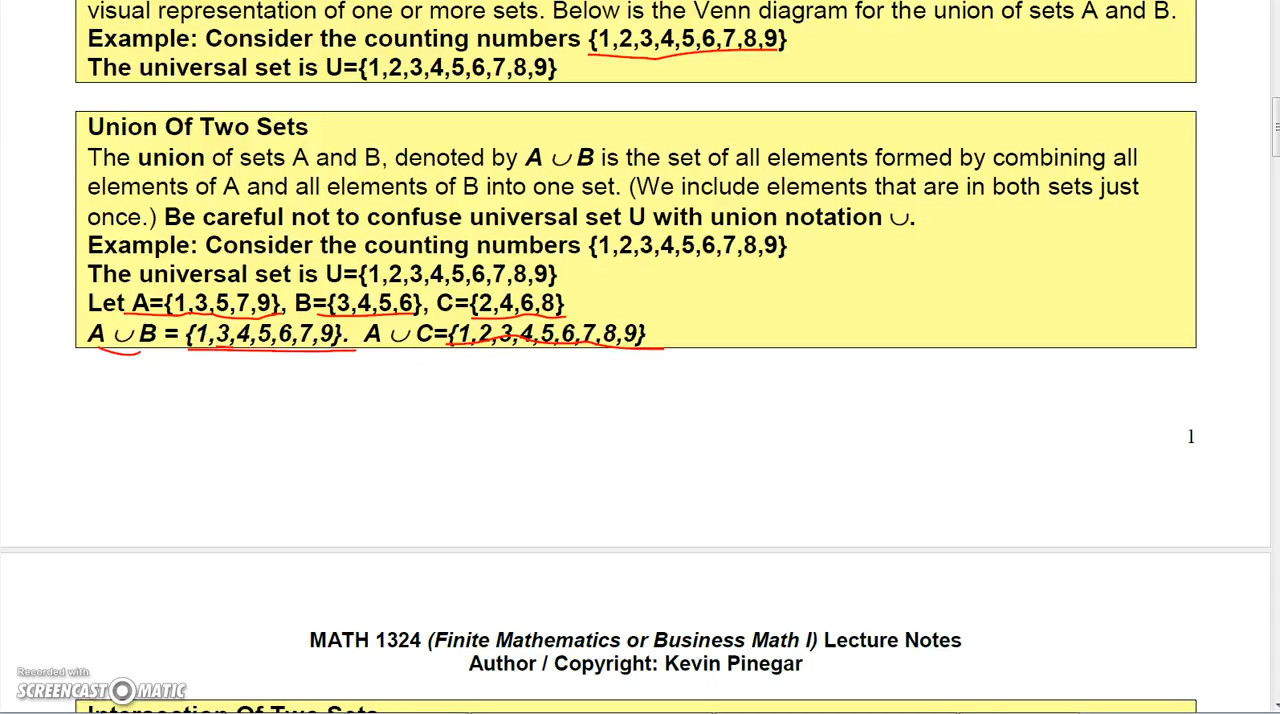 visual representation of one or more sets. Below is the Venn diagram for the union of sets A and B.
Example: Consider the counting numbers {1,2,3,4,5,6,7,8,9}
The universal set is U={1,2,3,4,5,6,7,8,9}
Union Of Two Sets
The union of sets A and B, denoted by A ∪ B is the set of all elements formed by combining all
elements of A and all elements of B into one set. (We include elements that are in both sets just
once.) Be careful not to confuse universal set U with union notation ∪.
Example: Consider the counting numbers {1,2,3,4,5,6,7,8,9}
The universal set is U={1,2,3,4,5,6,7,8,9}
Let A={1,3,5,7,9}, B={3,4,5,6}, C={2,4,6,8}
A ∪ B = {1,3,4,5,6,7,9}. A ∪ C={1,2,3,4,5,6,7,8,9}
1
MATH 1324 (Finite Mathematics or Business Math I) Lecture Notes
Author / Copyright: Kevin Pinegar
Recorded with
SCREENCAST-O-MATIC
Intersection Of Two Sets